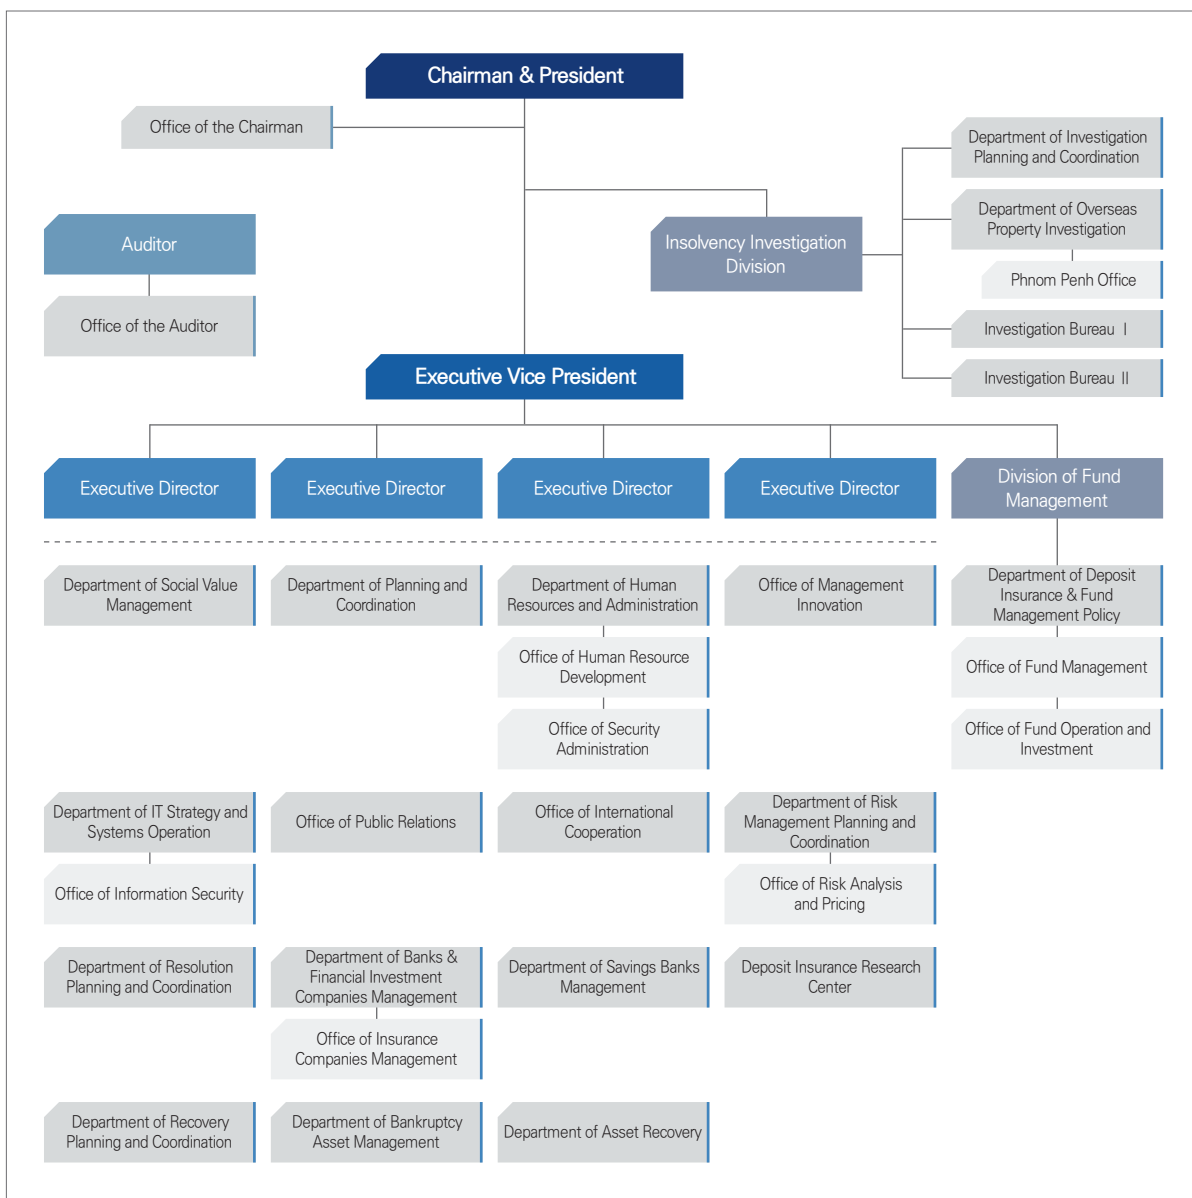 Chairman & President
Office of the Chairman
Department of Investigation
Planning and Coordination
Department of Overseas
Property Investigation
Auditor
Insolvency Investigation
Division
Phnom Penh Office
Office of the Auditor
Investigation Bureau I
Executive Vice President
Investigation Bureau II
Executive Director
Executive Director
Executive Director
Executive Director
Division of Fund
Management
Department of Social Value
Management
Department of Planning and
Coordination
Department of Human
Resources and Administration
Office of Management
Innovation
Department of Deposit
Insurance & Fund
Management Policy
Office of Human Resource
Development
Office of Fund Management
Office of Security
Administration
Office of Fund Operation and
Investment
Department of IT Strategy and
Systems Operation
Office of Public Relations
Office of International
Cooperation
Department of Risk
Management Planning and
Coordination
Office of Information Security
Office of Risk Analysis
and Pricing
Department of Resolution
Planning and Coordination
Department of Banks &
Financial Investment
Companies Management
Department of Savings Banks
Management
Deposit Insurance Research
Center
Office of Insurance
Companies Management
Department of Recovery
Planning and Coordination
Department of Bankruptcy
Asset Management
Department of Asset Recovery